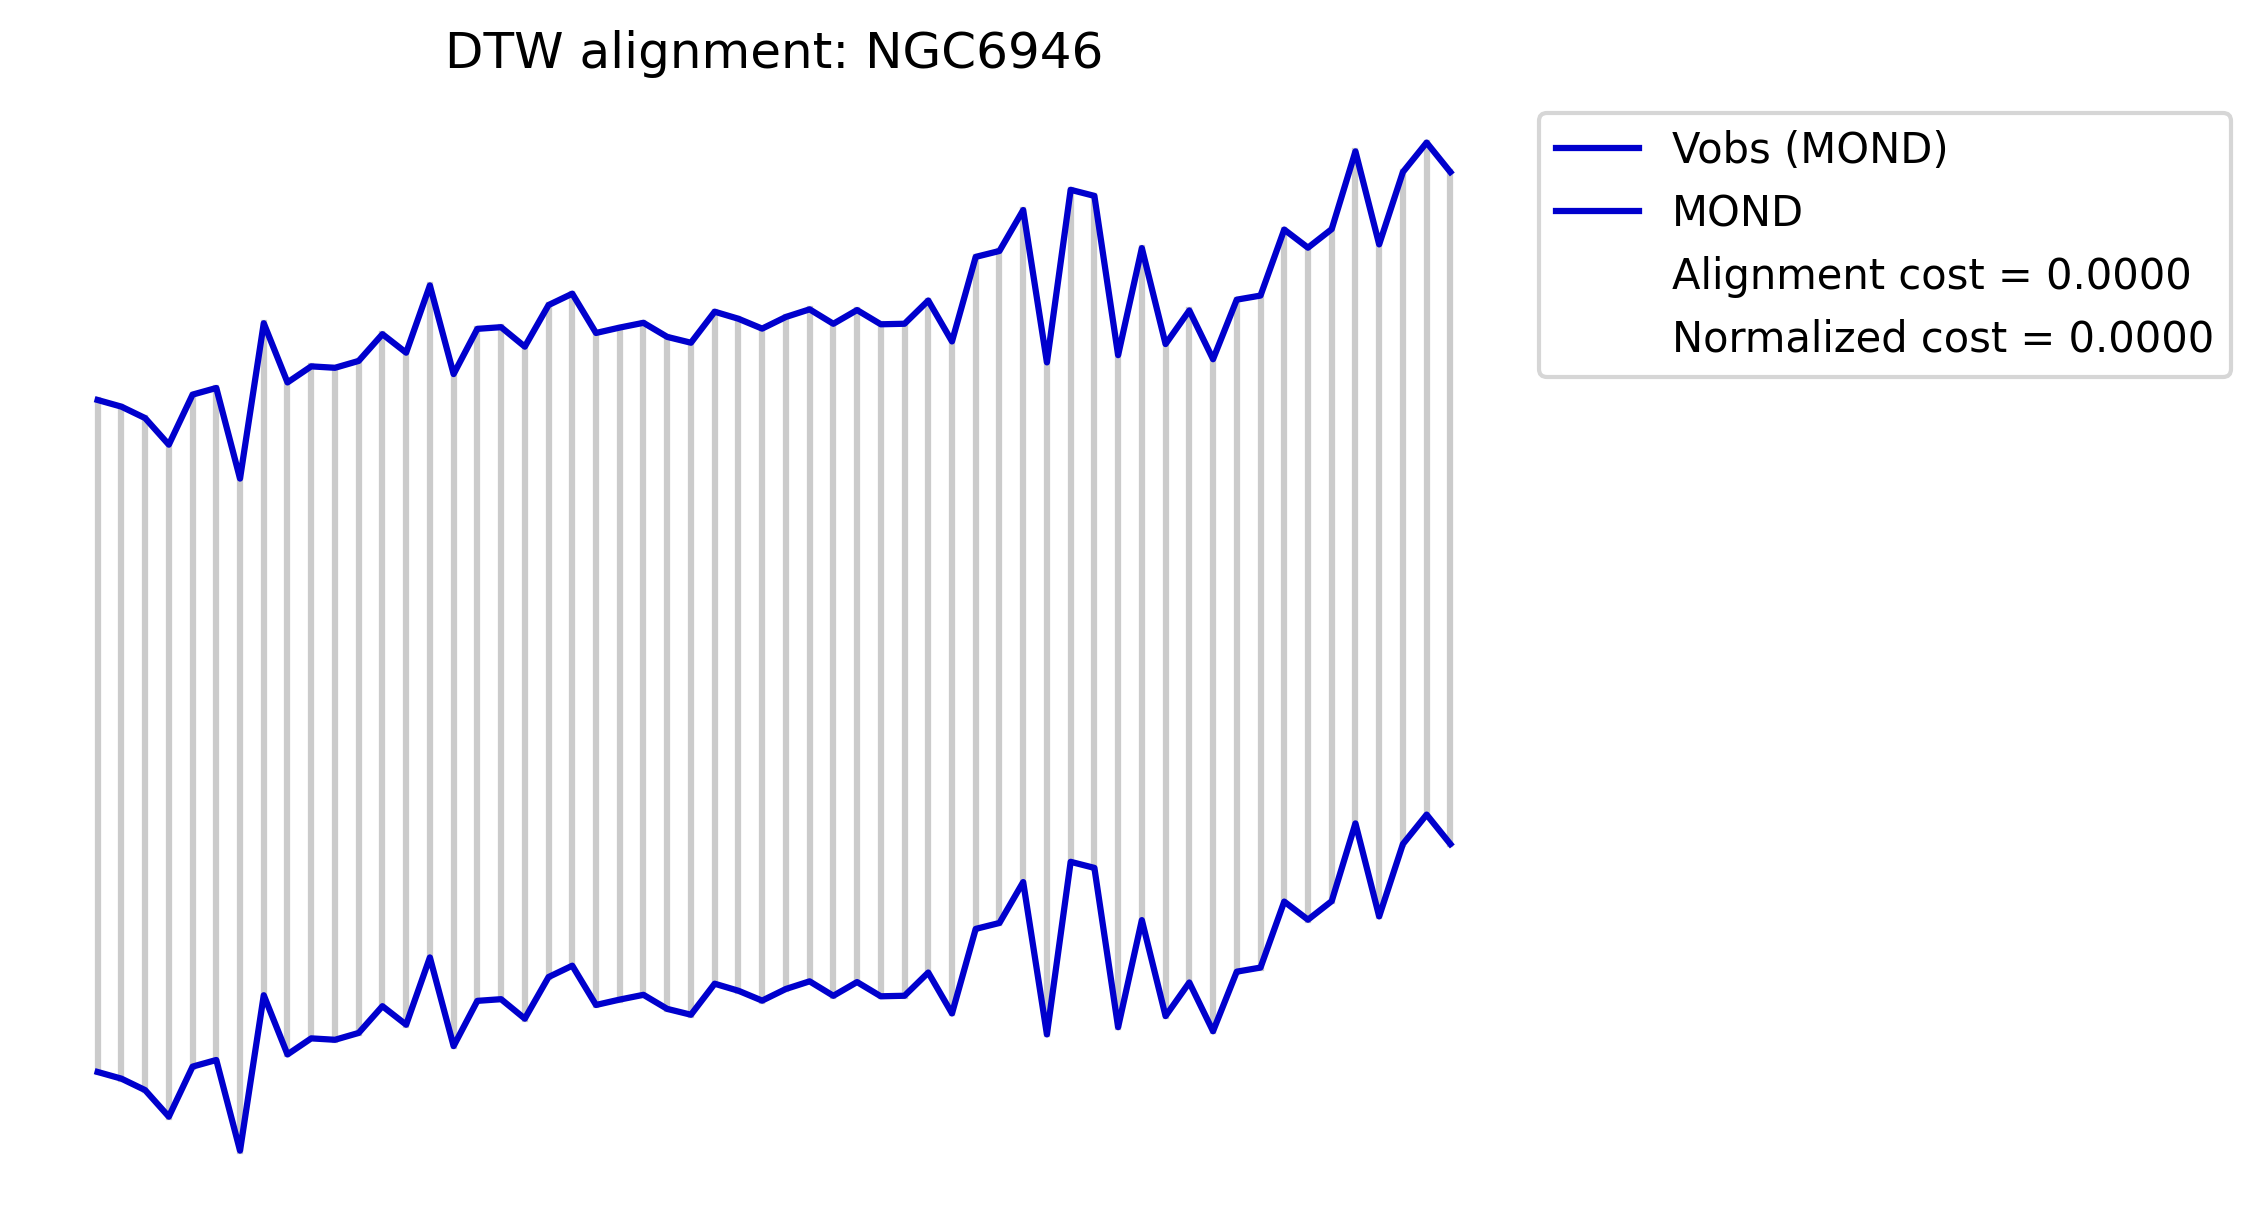 DTW alignment: NGC6946
Vobs (MOND)
MOND
Alignment cost = 0.0000
Normalized cost = 0.0000